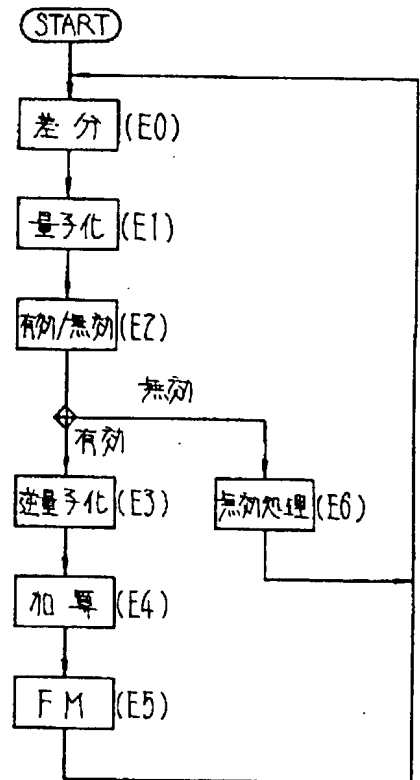 START
差分 (E0)
量子化 (E1)
有効/無効 (E2)
無効
有効
逆量子化 (E3)
無効処理 (E6)
加算 (E4)
FM (E5)